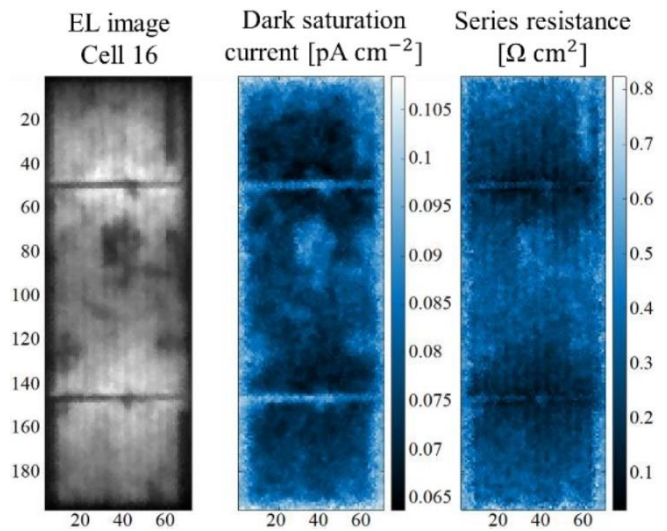 EL image
Cell 16
Dark saturation
current [pA cm⁻²]
Series resistance
[Ω cm²]
20
40
60
80
100
120
140
160
180
20 40 60
0.105
0.1
0.095
0.09
0.085
0.08
0.075
0.07
0.065
20 40 60
0.8
0.7
0.6
0.5
0.4
0.3
0.2
0.1
20 40 60